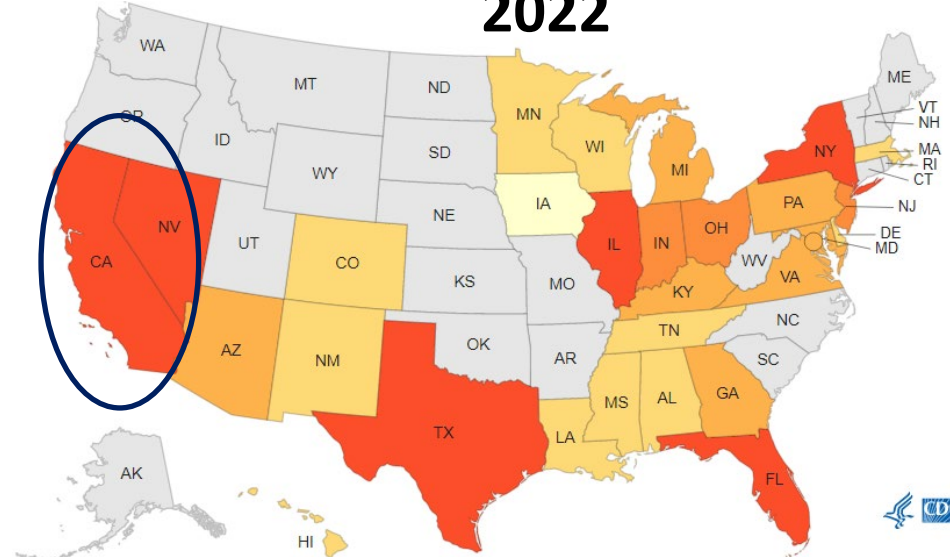 2022
WA
MT
ND
ME
VT
NH
OR
ID
MN
MA
SD
WI
NY
RI
WY
MI
CT
IA
PA
NJ
NE
NV
OH
DE
UT
IL
IN
MD
CA
CO
WV
VA
KS
MO
KY
NC
TN
AZ
NM
OK
AR
SC
MS
AL
GA
TX
LA
AK
FL
HI
CD